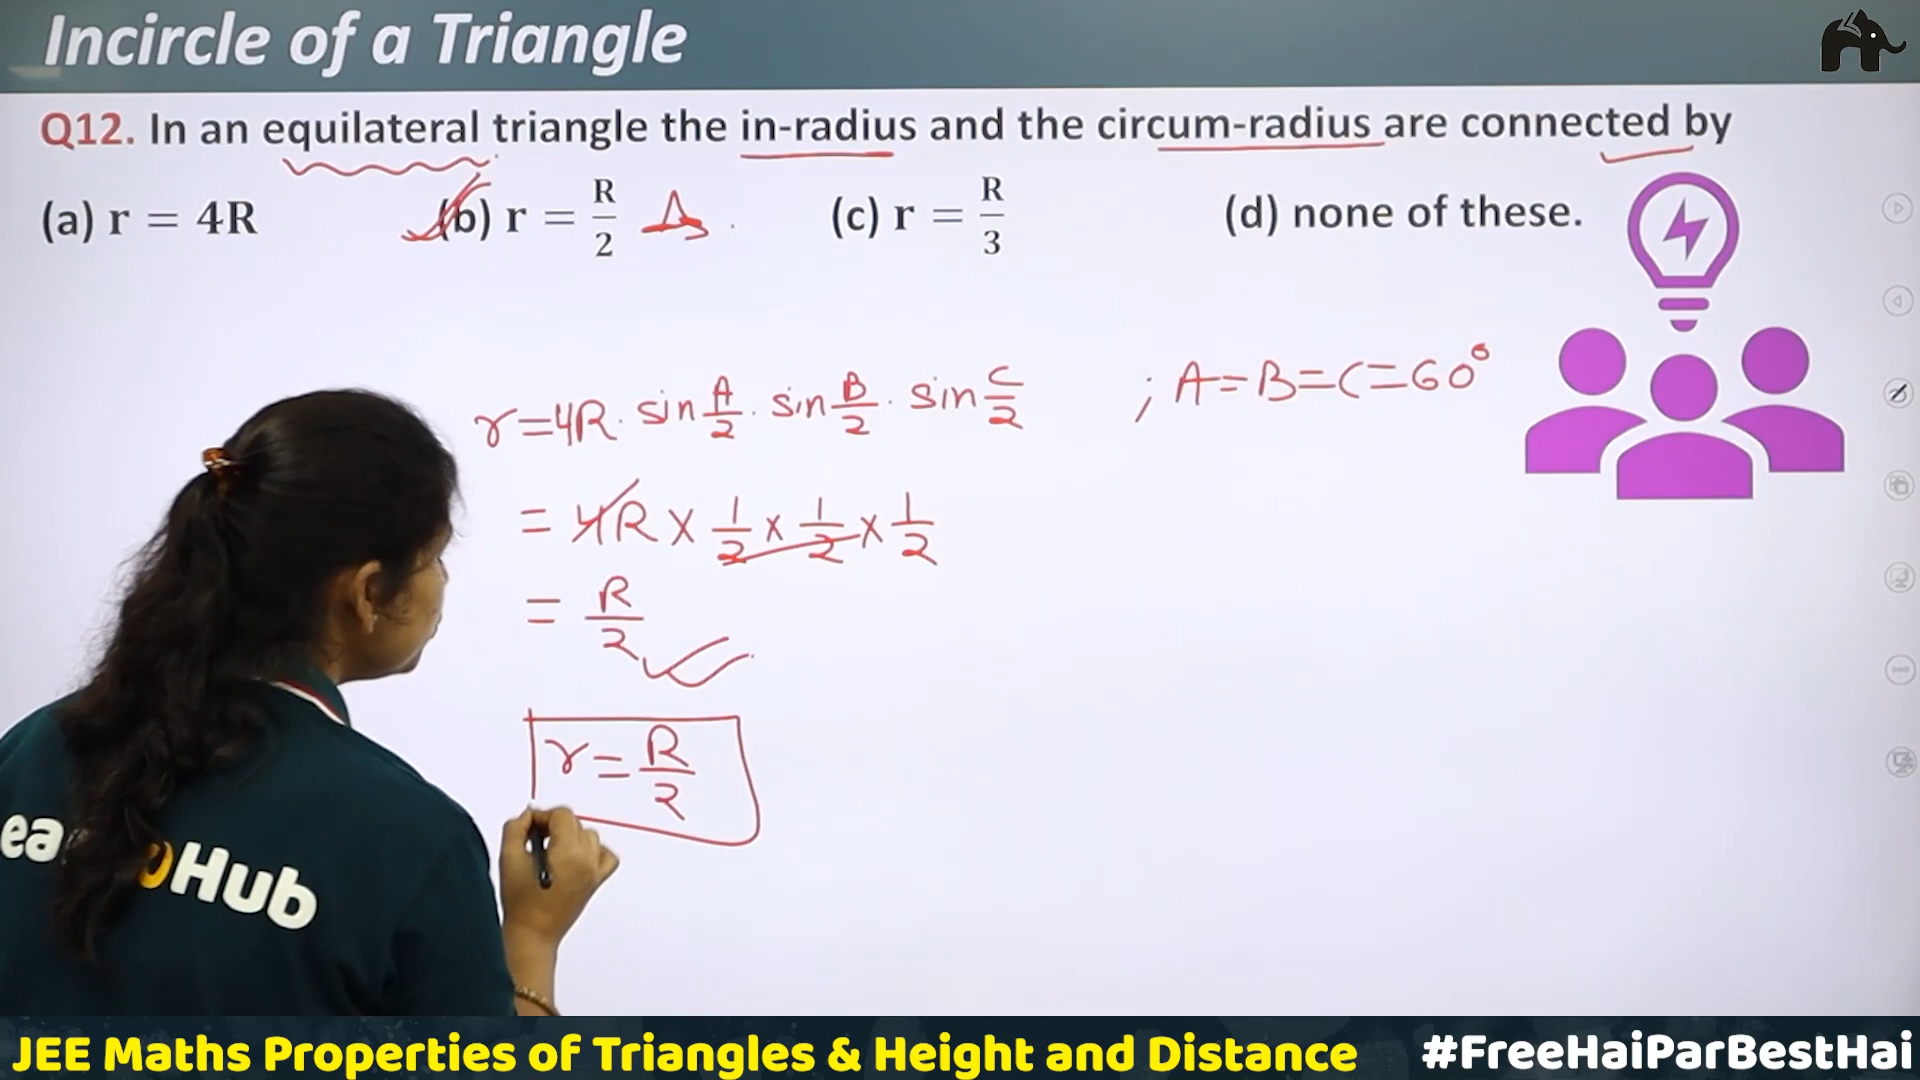 Incircle of a Triangle
Q12. In an equilateral triangle the in-radius and the circum-radius are connected by
(a) r = 4R (b) r = R/2 (c) r = R/3 (d) none of these.
r = 4R · sin A/2 · sin B/2 · sin C/2 ; A = B = C = 60°
= 4R × 1/2 × 1/2 × 1/2
= R/2
r = R/2
ea Hub
JEE Maths Properties of Triangles & Height and Distance #FreeHaiParBestHai